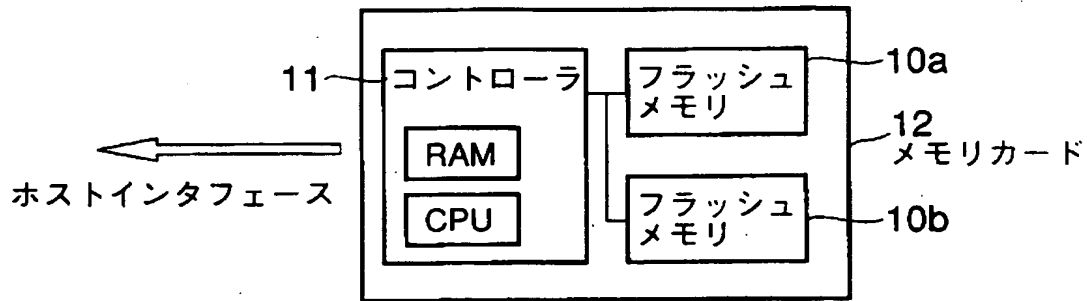 11
コントローラ
RAM
CPU
フラッシュ
メモリ
10a
フラッシュ
メモリ
10b
12
メモリカード
ホストインタフェース